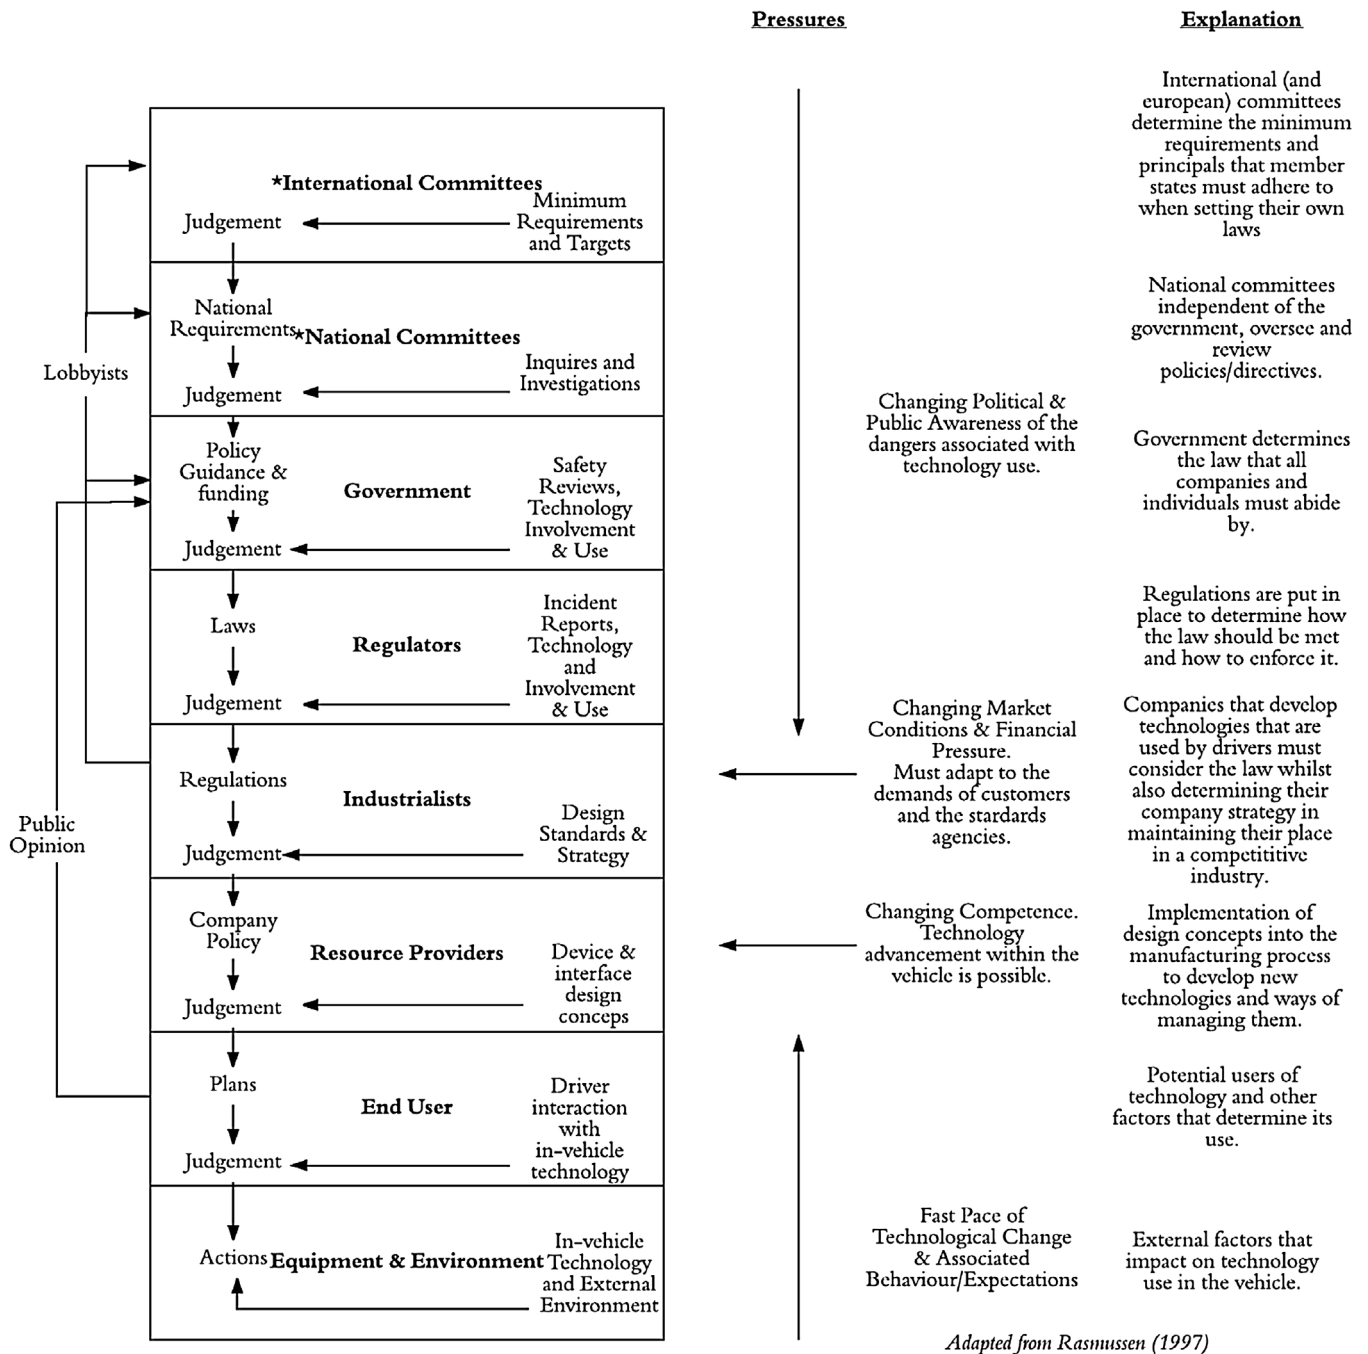 Pressures
Explanation
International (and
european) committees
determine the minimum
requirements and
principals that member
states must adhere to
when setting their own
laws
*International Committees
Judgement
Minimum
Requirements
and Targets
National
Requirements
*National Committees
Inquires and
Investigations
Judgement
National committees
independent of the
government, oversee and
review
policies/directives.
Lobbyists
Changing Political &
Public Awareness of the
dangers associated with
technology use.
Policy
Guidance &
funding
Government
Safety
Reviews,
Technology
Involvement
& Use
Judgement
Government determines
the law that all
companies and
individuals must abide
by.
Laws
Regulators
Incident
Reports,
Technology
and
Involvement
& Use
Judgement
Regulations are put in
place to determine how
the law should be met
and how to enforce it.
Regulations
Industrialists
Design
Standards &
Strategy
Judgement
Changing Market
Conditions & Financial
Pressure.
Must adapt to the
demands of customers
and the stardards
agencies.
Companies that develop
technologies that are
used by drivers must
consider the law whilst
also determining their
company strategy in
maintaining their place
in a competititive
industry.
Public
Opinion
Company
Policy
Resource Providers
Device &
interface
design
conceps
Judgement
Changing Competence.
Technology
advancement within the
vehicle is possible.
Implementation of
design concepts into the
manufacturing process
to develop new
technologies and ways of
managing them.
Plans
End User
Driver
interaction
with
in-vehicle
technology
Judgement
Potential users of
technology and other
factors that determine its
use.
Actions
Equipment & Environment
In-vehicle
Technology
and External
Environment
Fast Pace of
Technological Change
& Associated
Behaviour/Expectations
External factors that
impact on technology
use in the vehicle.
Adapted from Rasmussen (1997)